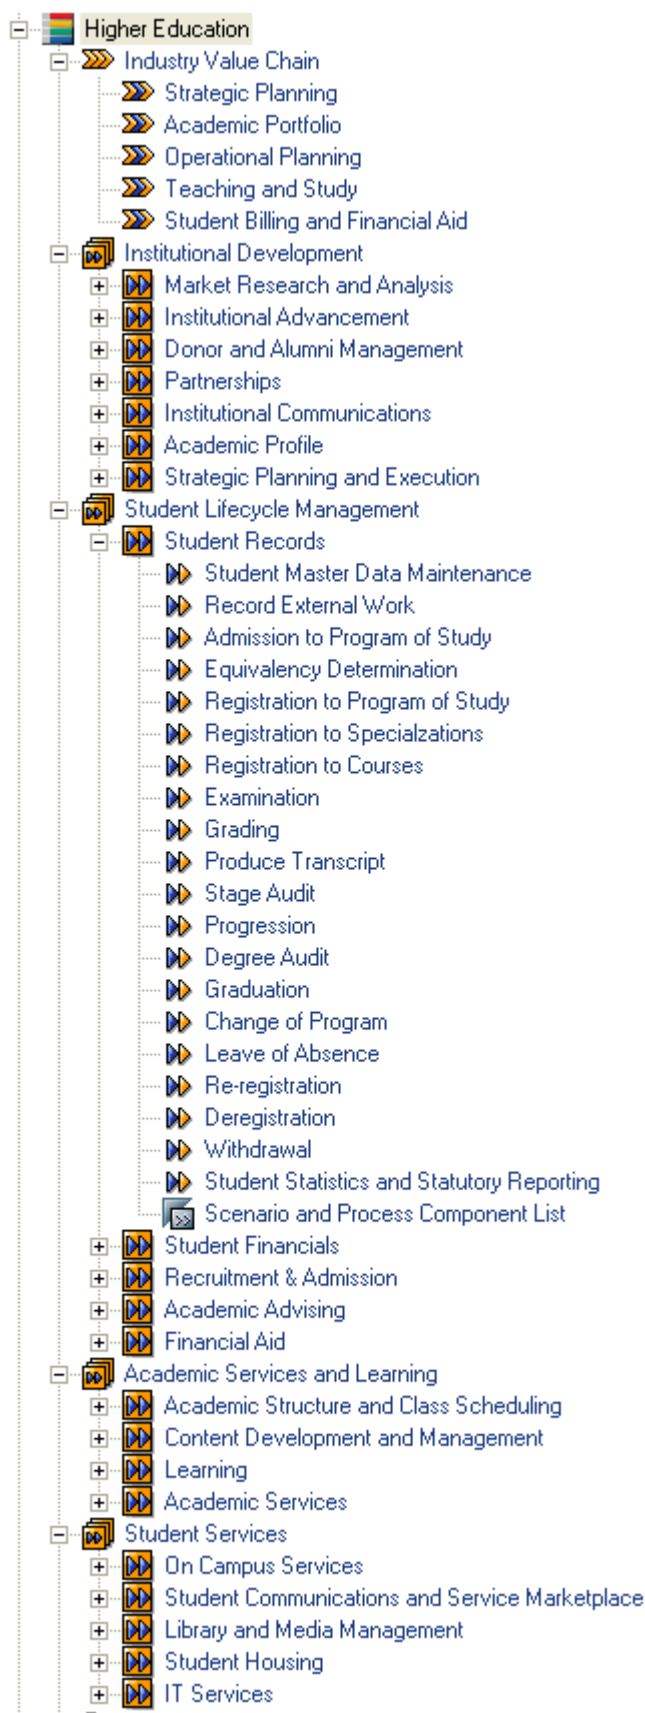 Higher Education
Industry Value Chain
Strategic Planning
Academic Portfolio
Operational Planning
Teaching and Study
Student Billing and Financial Aid
Institutional Development
Market Research and Analysis
Institutional Advancement
Donor and Alumni Management
Partnerships
Institutional Communications
Academic Profile
Strategic Planning and Execution
Student Lifecycle Management
Student Records
Student Master Data Maintenance
Record External Work
Admission to Program of Study
Equivalency Determination
Registration to Program of Study
Registration to Specialzations
Registration to Courses
Examination
Grading
Produce Transcript
Stage Audit
Progression
Degree Audit
Graduation
Change of Program
Leave of Absence
Re-registration
Deregistration
Withdrawal
Student Statistics and Statutory Reporting
Scenario and Process Component List
Student Financials
Recruitment & Admission
Academic Advising
Financial Aid
Academic Services and Learning
Academic Structure and Class Scheduling
Content Development and Management
Learning
Academic Services
Student Services
On Campus Services
Student Communications and Service Marketplace
Library and Media Management
Student Housing
IT Services